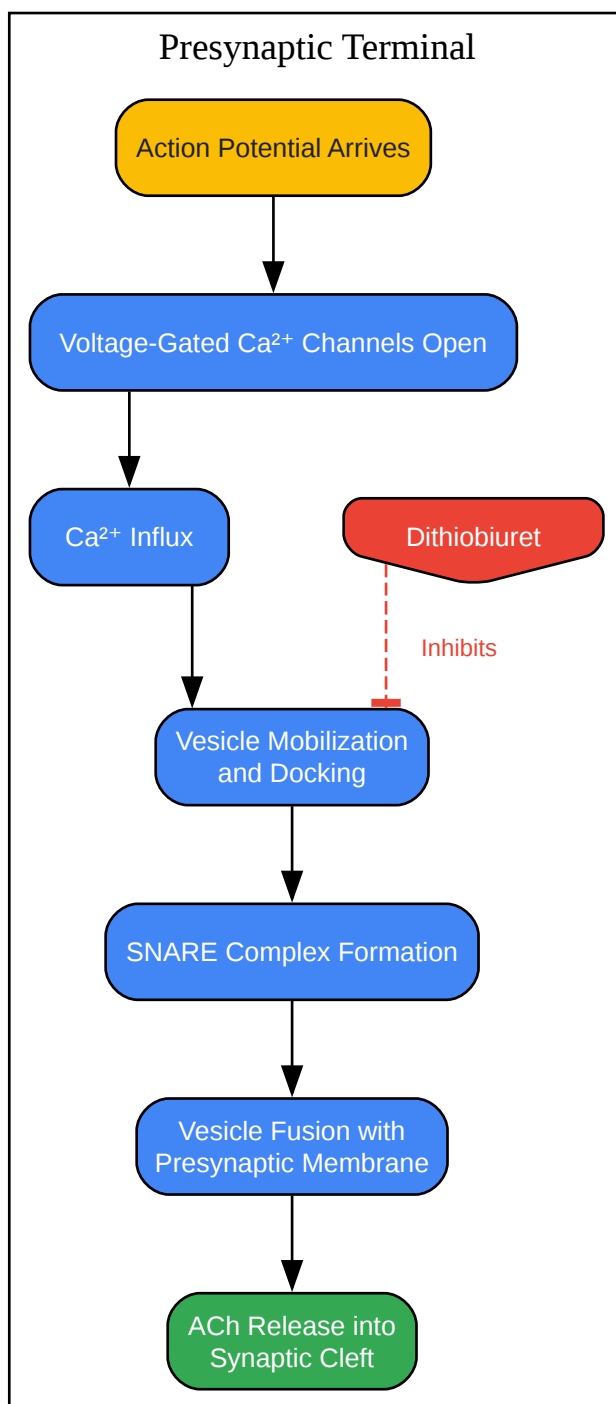 Presynaptic Terminal
Action Potential Arrives
Voltage-Gated Ca²⁺ Channels Open
Ca²⁺ Influx
Dithiobiuret
Inhibits
Vesicle Mobilization
and Docking
SNARE Complex Formation
Vesicle Fusion with
Presynaptic Membrane
ACh Release into
Synaptic Cleft